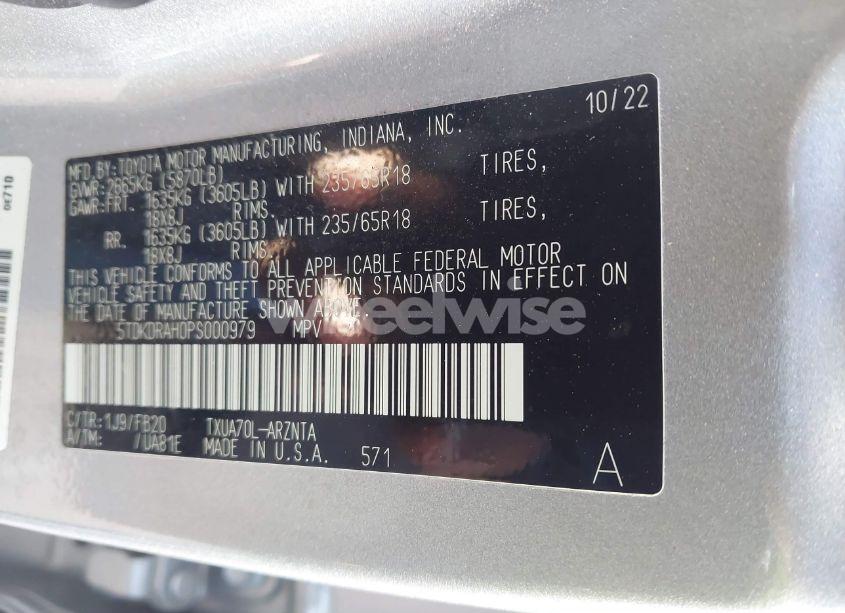 10/22
MFD.BY:TOYOTA MOTOR MANUFACTURING, INDIANA, INC.
GVWR:2665KG (5870LB)
GAWR:FRT. 1635KG (3605LB) WITH 235/65R18 TIRES,
18X8J RIMS.
RR. 1635KG (3605LB) WITH 235/65R18 TIRES,
18X8J RIMS.
THIS VEHICLE CONFORMS TO ALL APPLICABLE FEDERAL MOTOR
VEHICLE SAFETY AND THEFT PREVENTION STANDARDS IN EFFECT ON
THE DATE OF MANUFACTURE SHOWN ABOVE.
5TDKDRAH0PS000979 MPV
wheelwise
C/TR:1J9/FB20 TXUA70L-ARZNTA
A/TM: /UA81E MADE IN U.S.A. 571
A
0E710